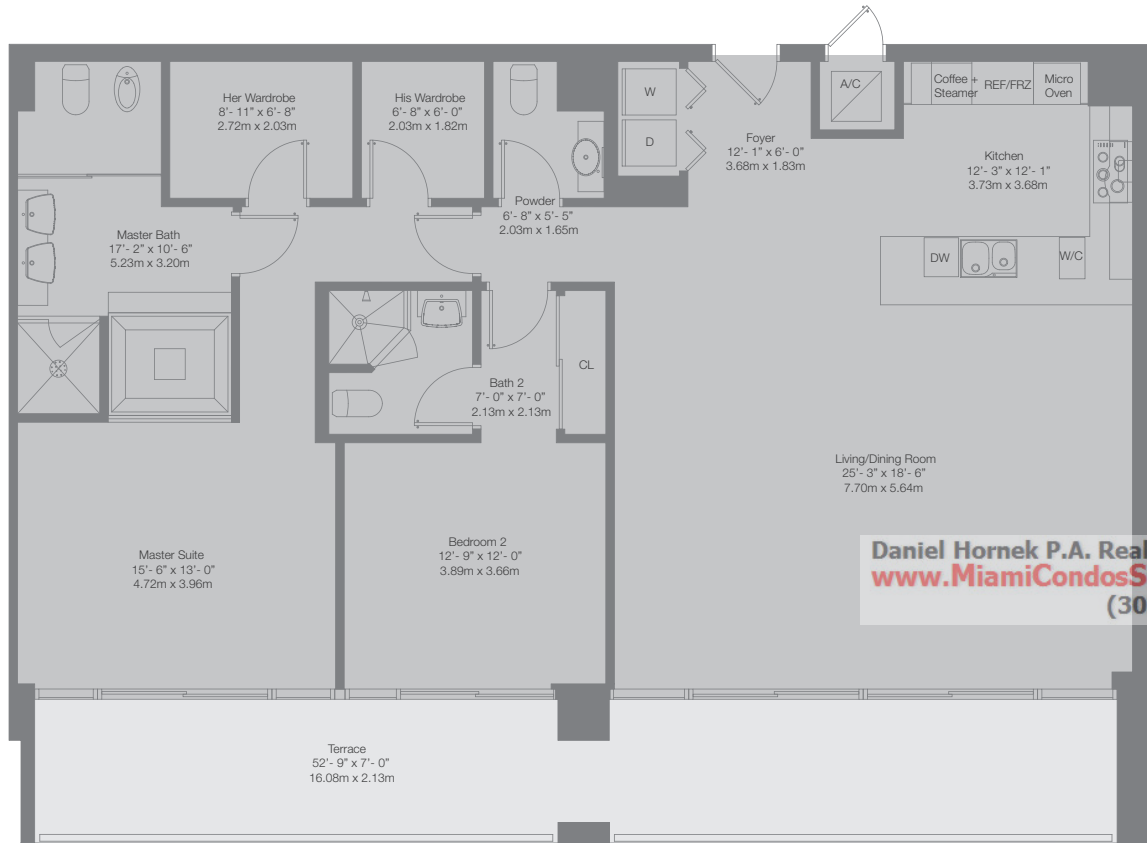 Her Wardrobe
8'- 11" x 6'- 8"
2.72m x 2.03m
His Wardrobe
6'- 8" x 6'- 0"
2.03m x 1.82m
W
D
Foyer
12'- 1" x 6'- 0"
3.68m x 1.83m
A/C
Coffee +
Steamer
REF/FRZ
Micro
Oven
Kitchen
12'- 3" x 12'- 1"
3.73m x 3.68m
Powder
6'- 8" x 5'- 5"
2.03m x 1.65m
Master Bath
17'- 2" x 10'- 6"
5.23m x 3.20m
DW
W/C
Bath 2
7'- 0" x 7'- 0"
2.13m x 2.13m
CL
Living/Dining Room
25'- 3" x 18'- 6"
7.70m x 5.64m
Master Suite
15'- 6" x 13'- 0"
4.72m x 3.96m
Bedroom 2
12'- 9" x 12'- 0"
3.89m x 3.66m
Daniel Hornek P.A. Real
www.MiamiCondosS
(30
Terrace
52'- 9" x 7'- 0"
16.08m x 2.13m